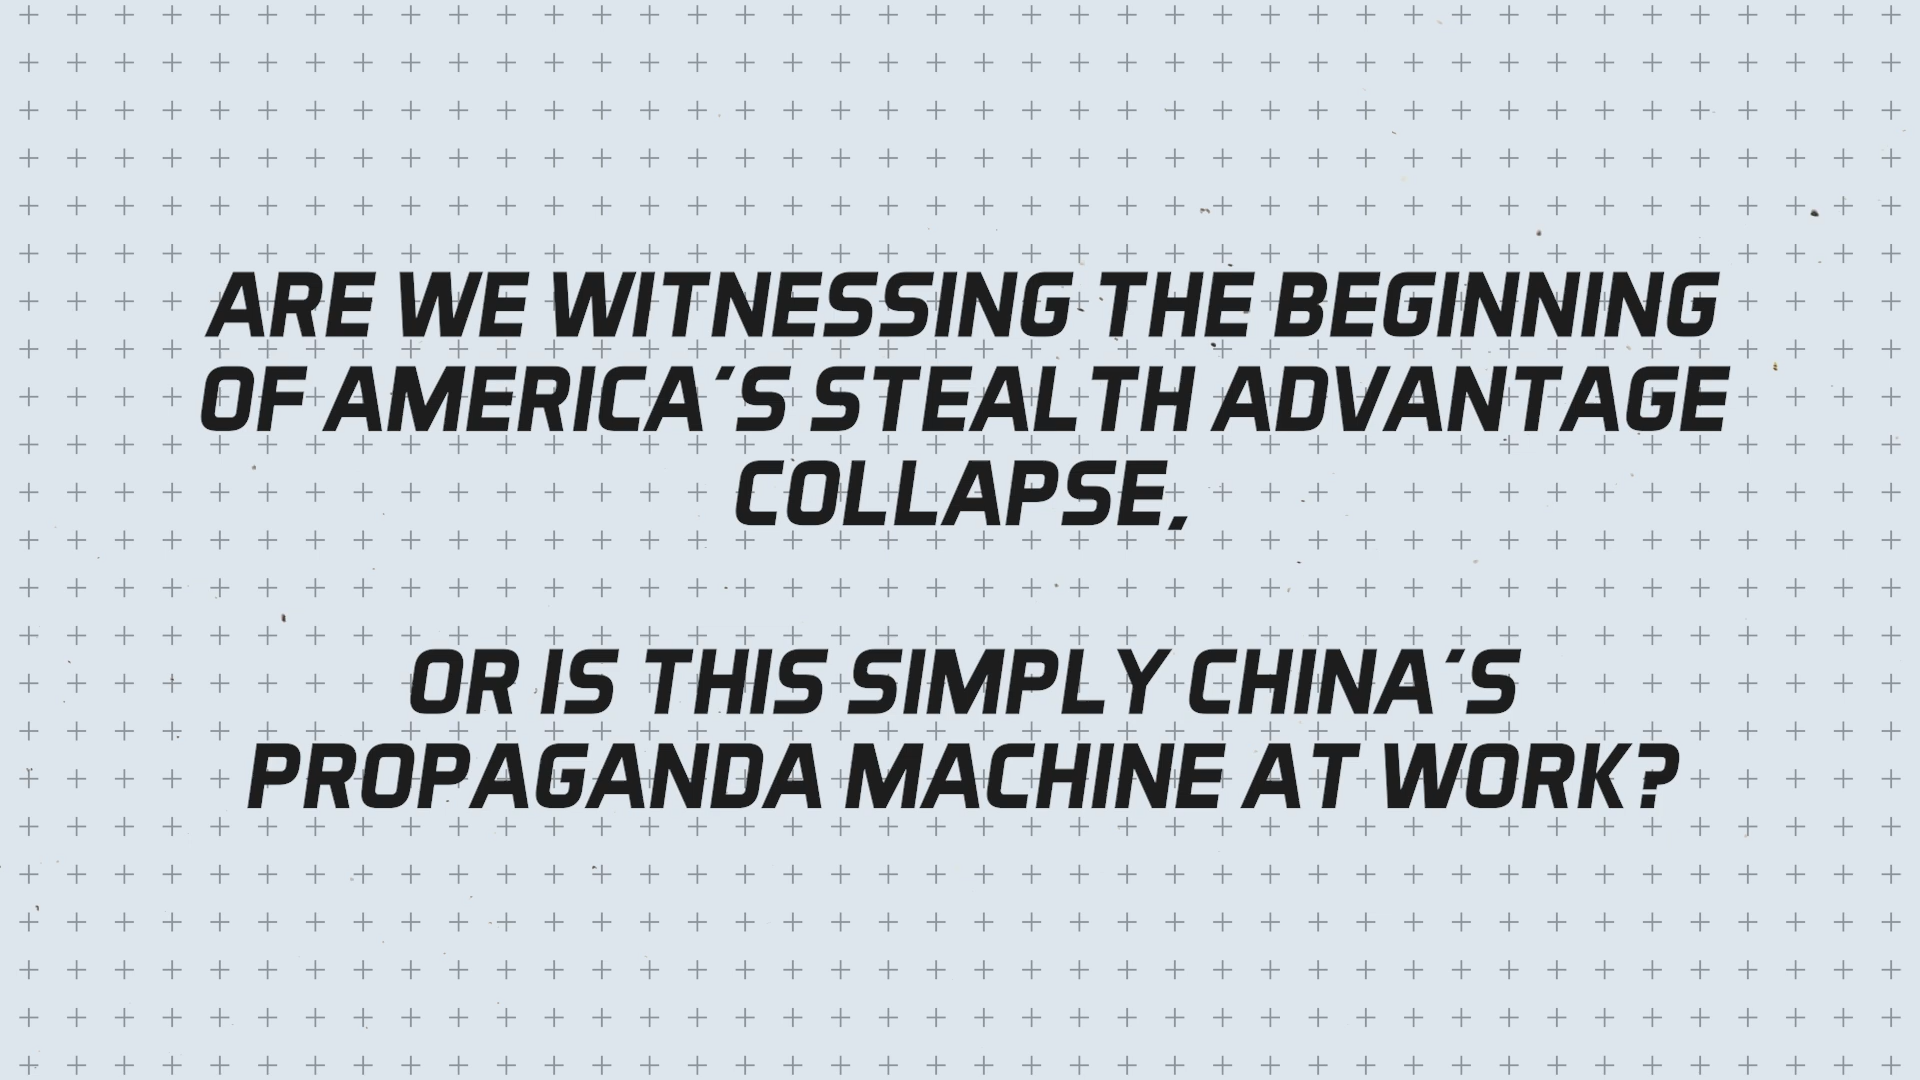 ARE WE WITNESSING THE BEGINNING
OF AMERICA'S STEALTH ADVANTAGE
COLLAPSE,
OR IS THIS SIMPLY CHINA'S
PROPAGANDA MACHINE AT WORK?